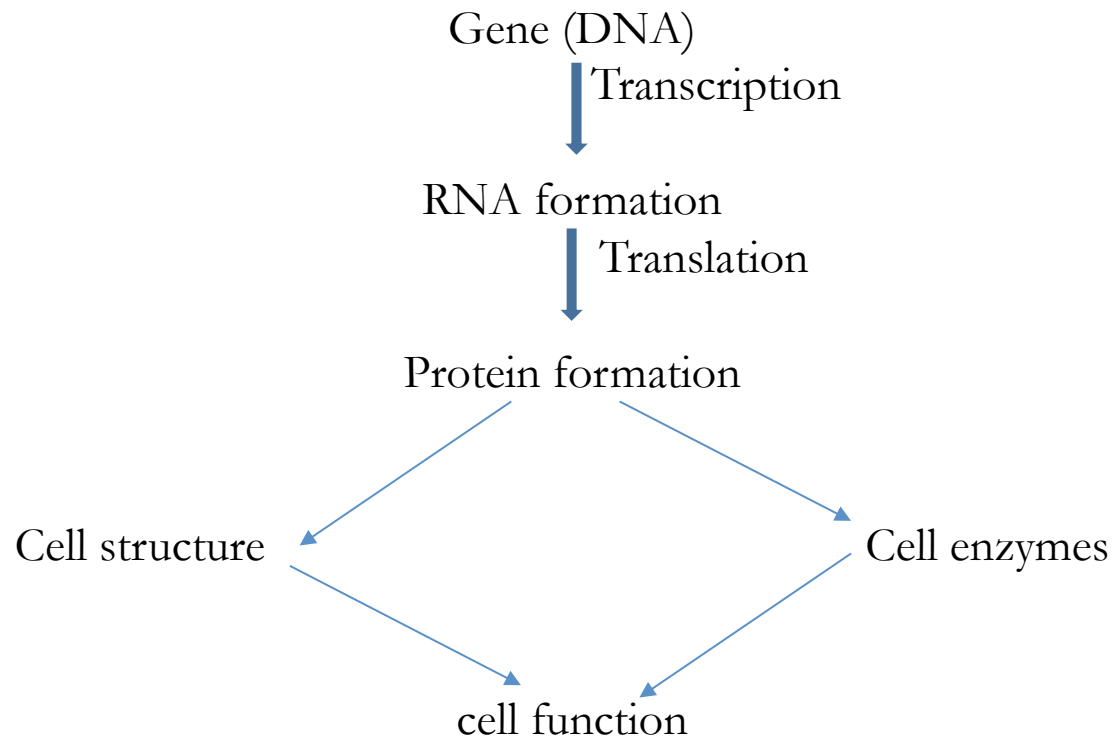 Gene (DNA)
Transcription
RNA formation
Translation
Protein formation
Cell structure
Cell enzymes
cell function